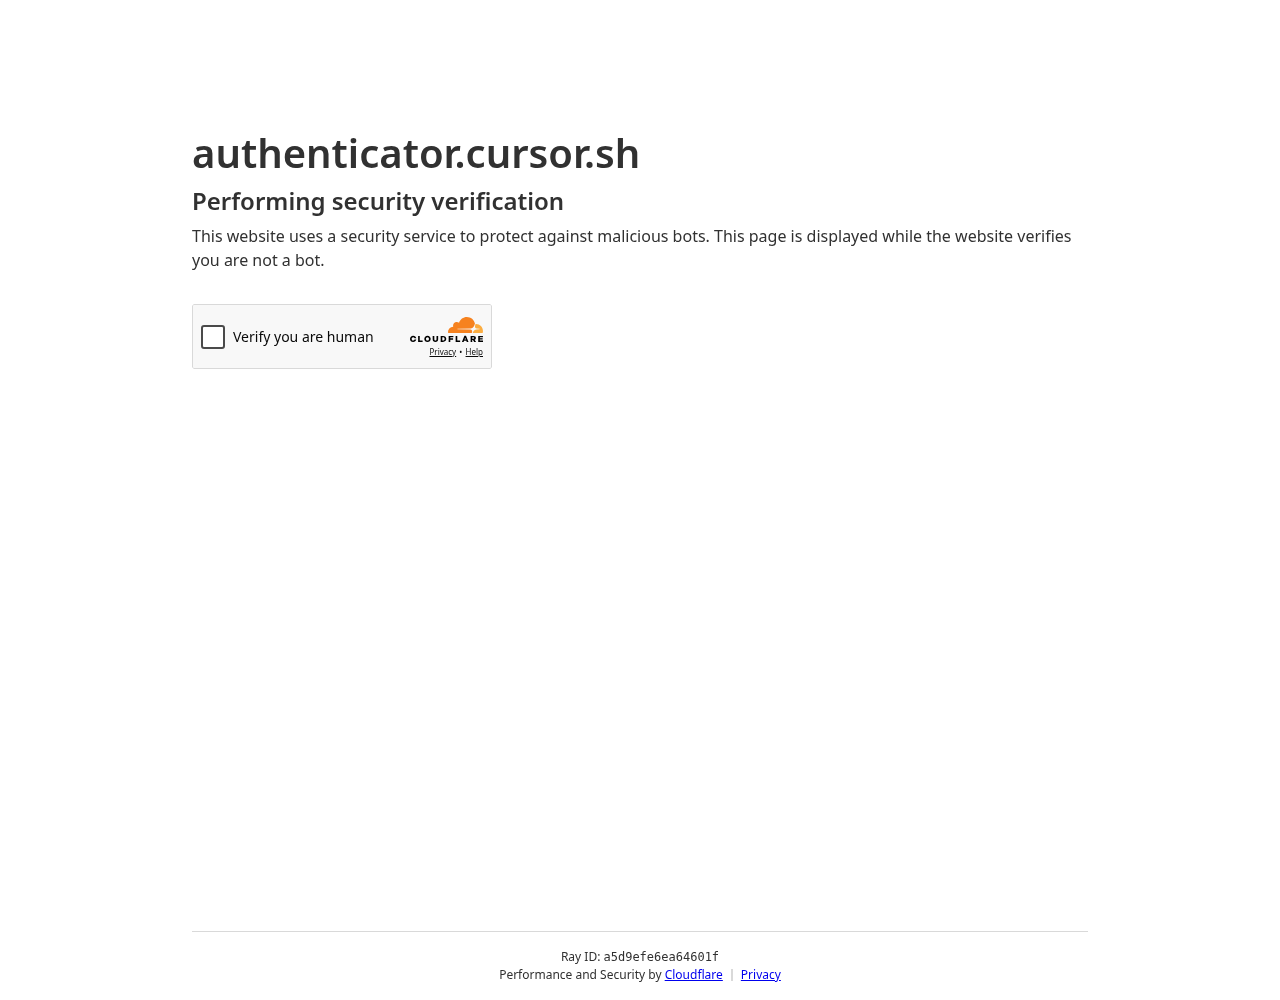 authenticator.cursor.sh
Performing security verification
This website uses a security service to protect against malicious bots. This page is displayed while the website verifies
you are not a bot.
Verify you are human
CLOUDFLARE
Privacy • Help
Ray ID: a5d9efe6ea64601f
Performance and Security by Cloudflare | Privacy